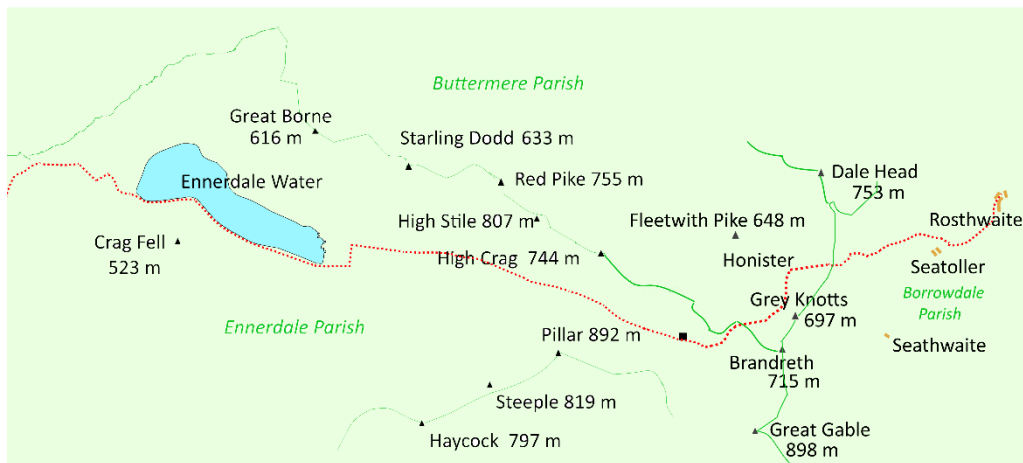 Buttermere Parish
Great Borne
616 m
Starling Dodd 633 m
Ennerdale Water
Red Pike 755 m
Dale Head
753 m
High Stile 807 m
Fleetwith Pike 648 m
Rosthwaite
Crag Fell
523 m
High Crag 744 m
Honister
Seatoller
Grey Knotts
697 m
Borrowdale
Parish
Ennerdale Parish
Pillar 892 m
Seathwaite
Brandreth
715 m
Steeple 819 m
Haycock 797 m
Great Gable
898 m